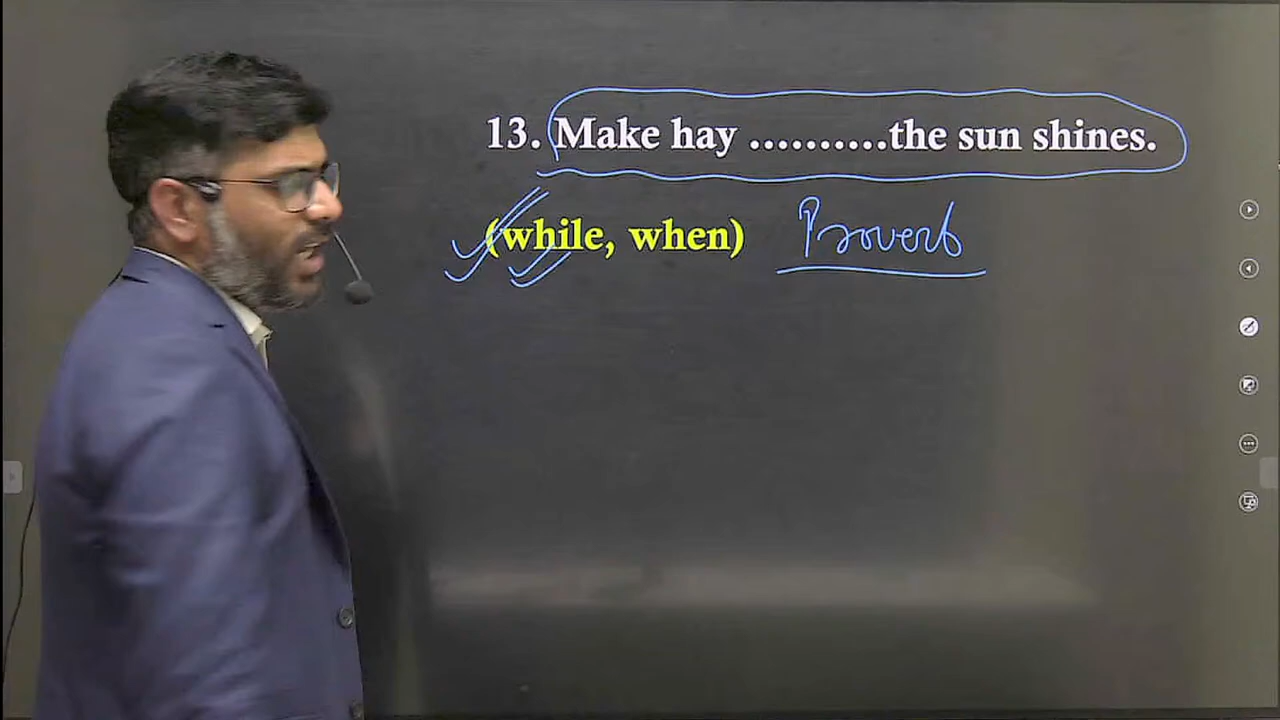 13. Make hay ..........the sun shines.
(while, when) Proverb